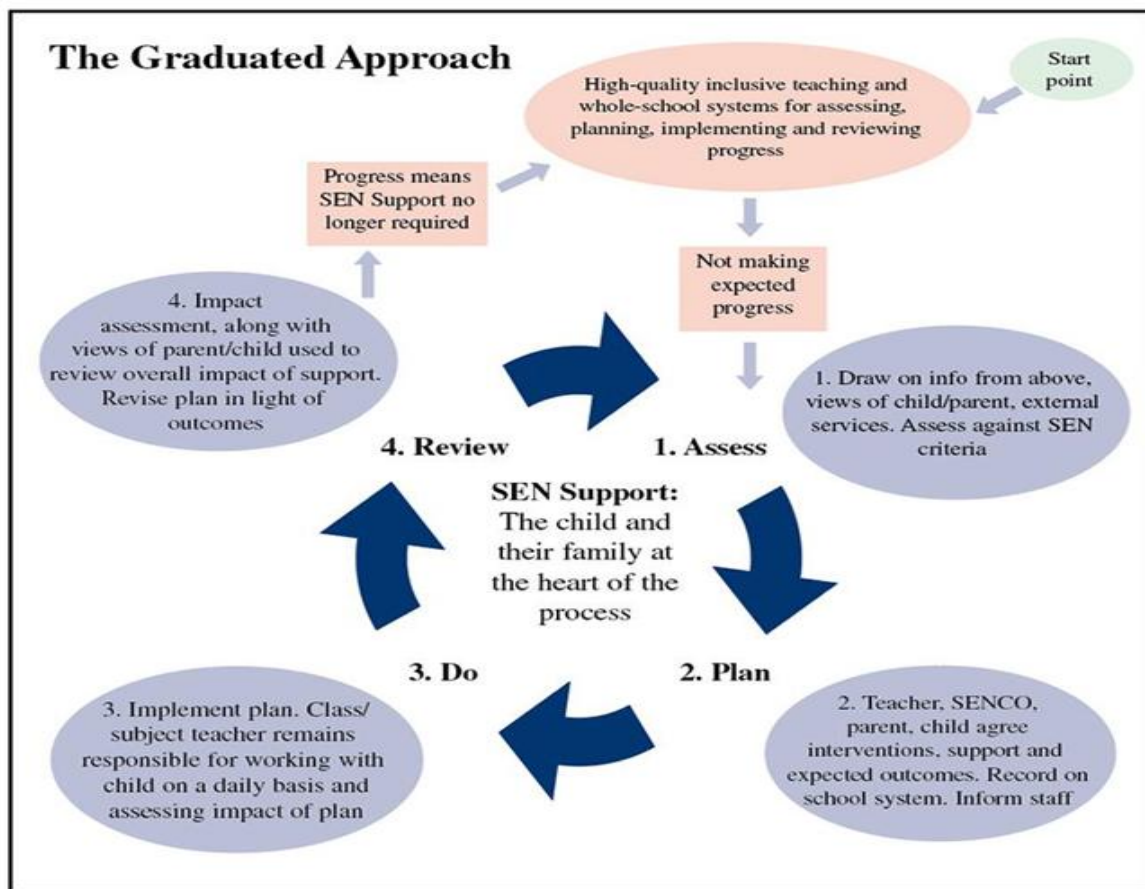 The Graduated Approach
Start
point
High-quality inclusive teaching and
whole-school systems for assessing,
planning, implementing and reviewing
progress
Progress means
SEN Support no
longer required
Not making
expected
progress
4. Impact
assessment, along with
views of parent/child used to
review overall impact of support.
Revise plan in light of
outcomes
1. Draw on info from above,
views of child/parent, external
services. Assess against SEN
criteria
4. Review
1. Assess
SEN Support:
The child and
their family at
the heart of the
process
3. Do
2. Plan
3. Implement plan. Class/
subject teacher remains
responsible for working with
child on a daily basis and
assessing impact of plan
2. Teacher, SENCO,
parent, child agree
interventions, support and
expected outcomes. Record on
school system. Inform staff